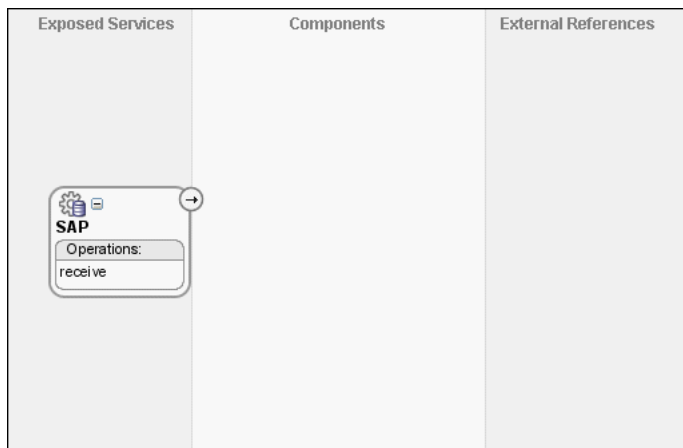 Exposed Services
Components
External References
SAP
Operations:
receive